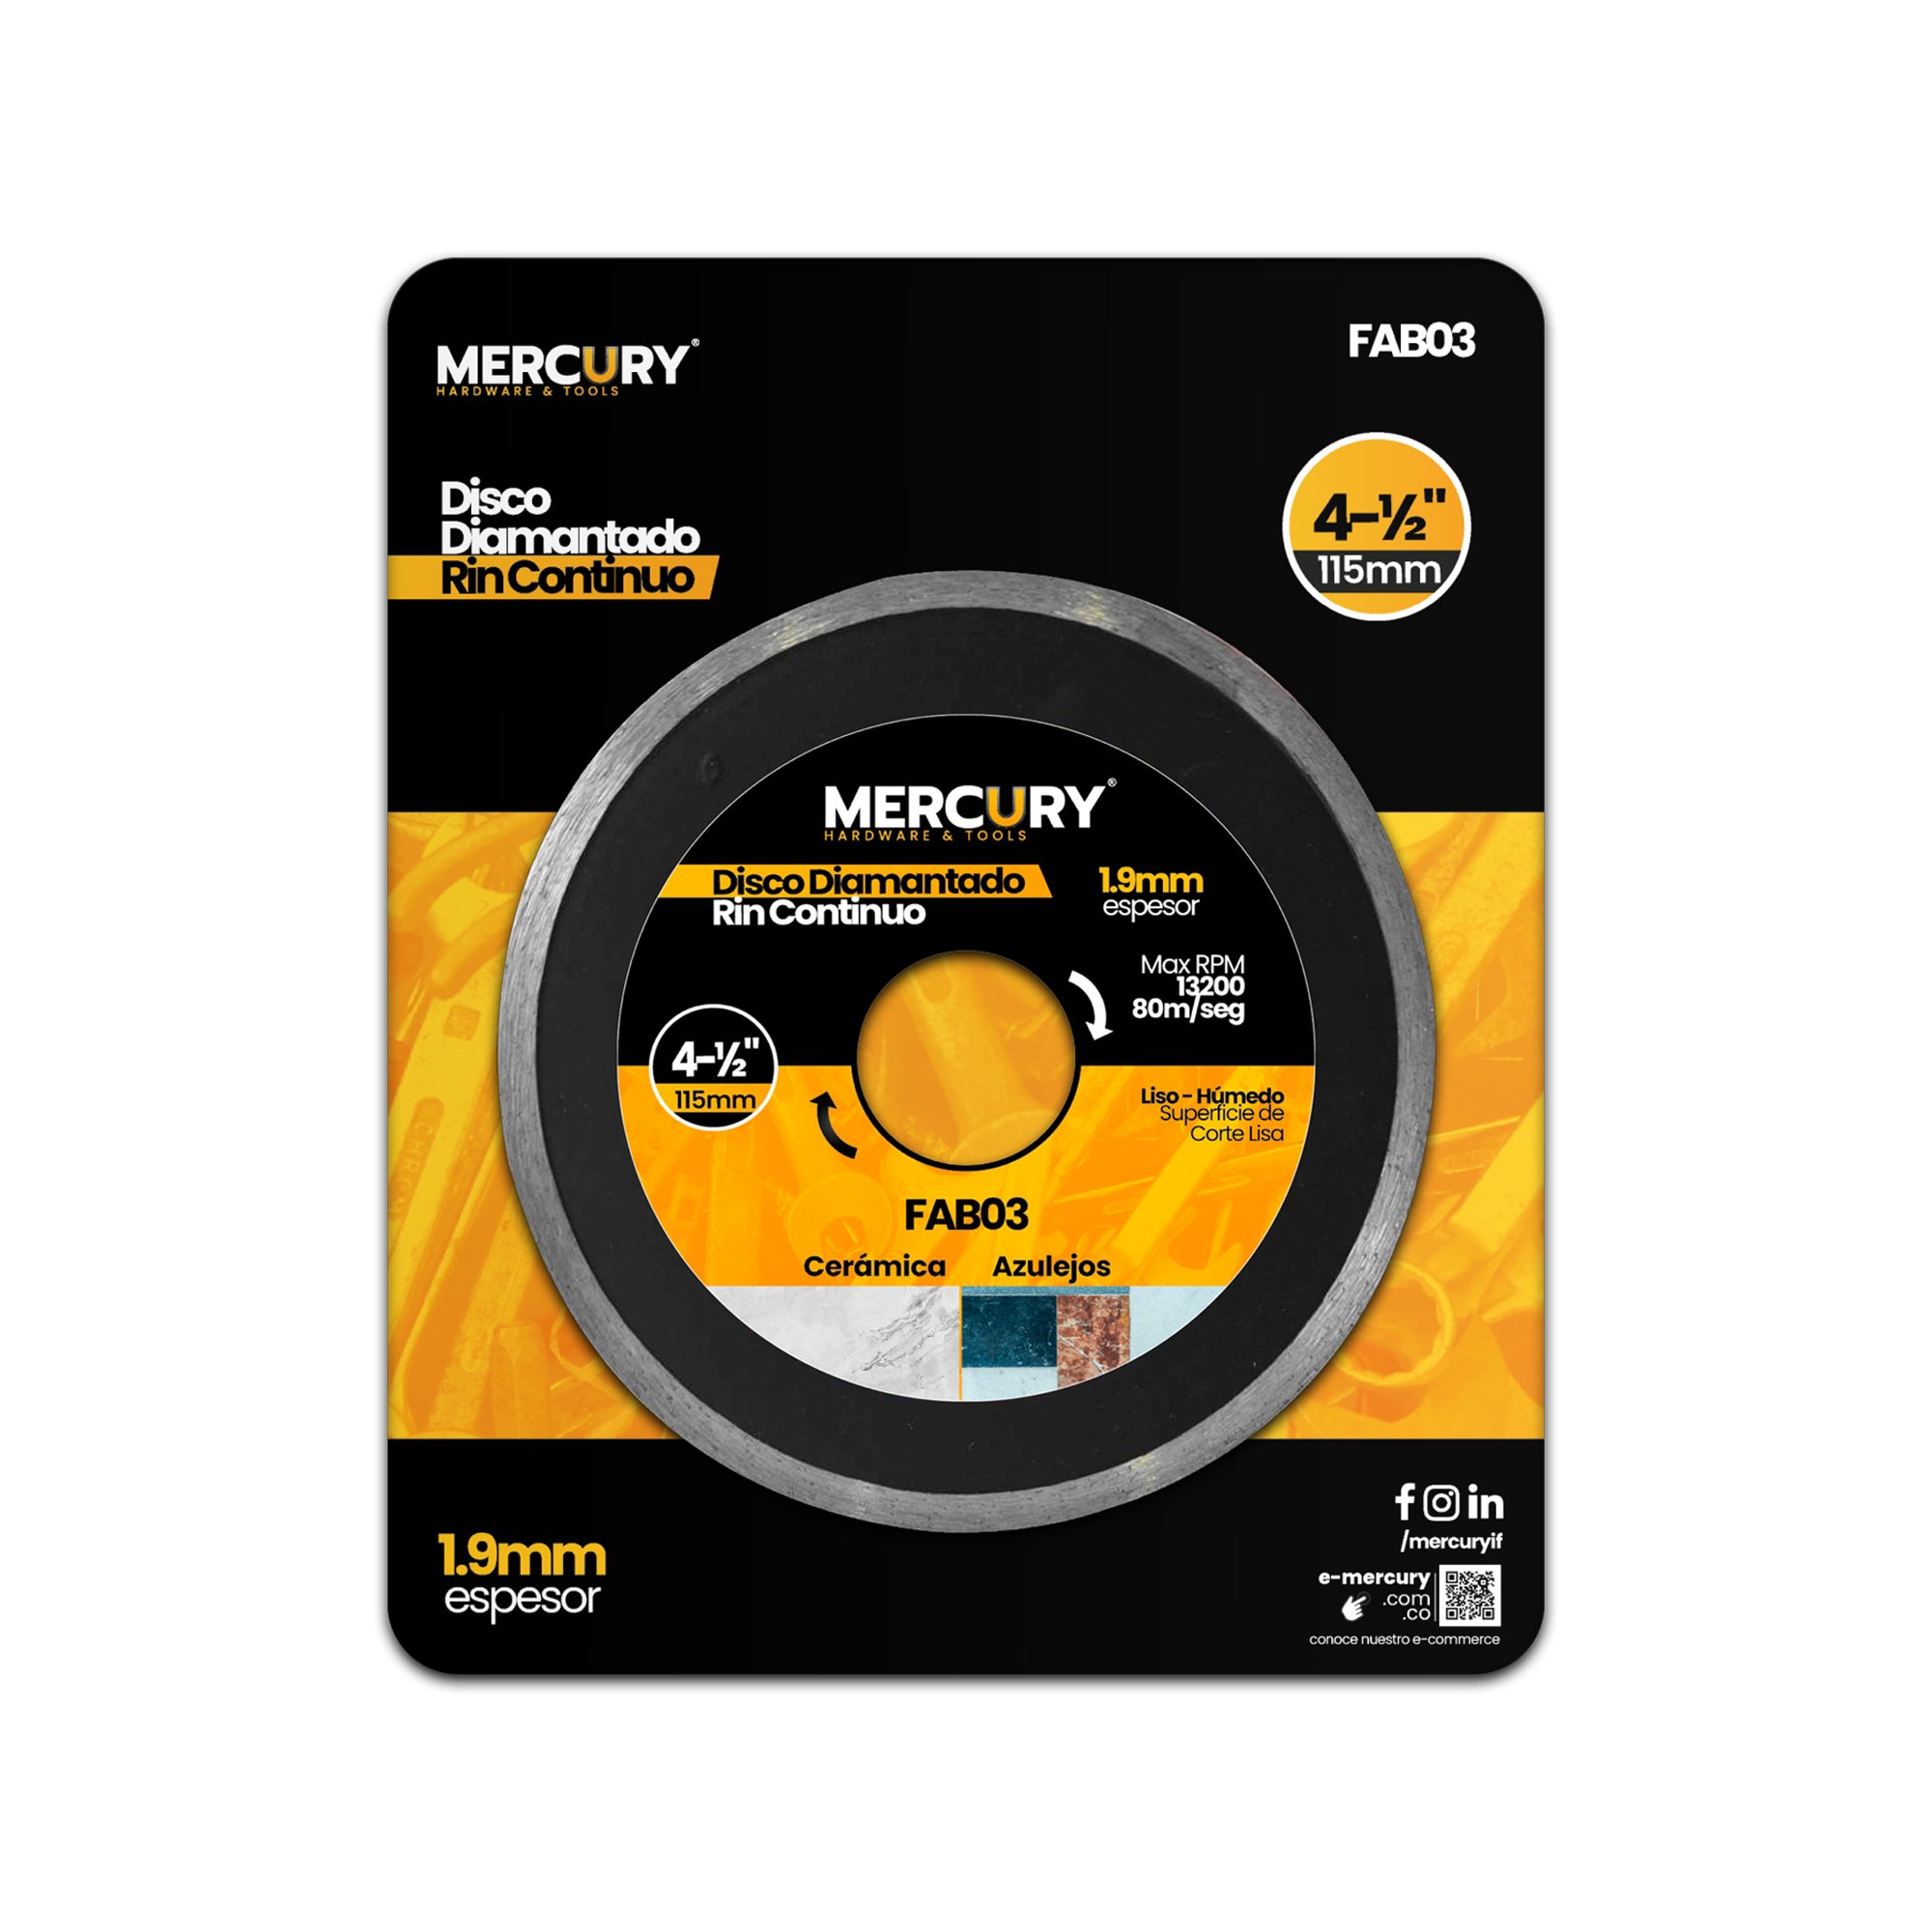 MERCURY®
HARDWARE & TOOLS
FAB03
Disco
Diamantado
Rin Continuo
4-½"
115mm
MERCURY®
HARDWARE & TOOLS
Disco Diamantado
Rin Continuo
1.9mm
espesor
Max RPM
13200
80m/seg
4-½"
115mm
Liso - Húmedo
Superficie de
Corte Lisa
FAB03
Cerámica Azulejos
1.9mm
espesor
/mercuryif
e-mercury
.com
.co
conoce nuestro e-commerce